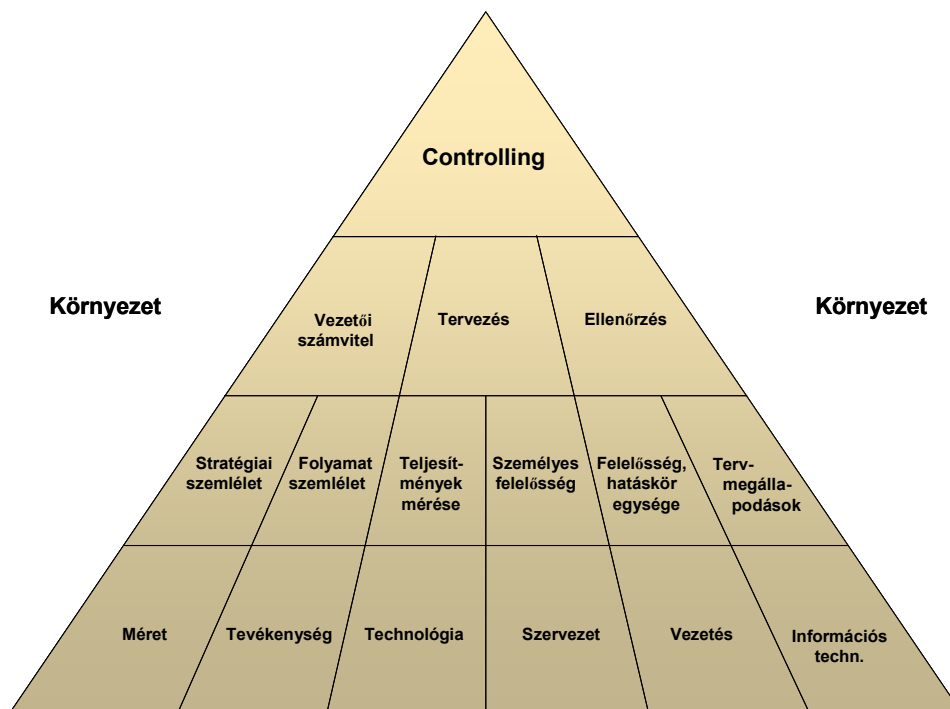 Controlling
Környezet
Környezet
Vezetői
számvitel
Tervezés
Ellenőrzés
Stratégiai
szemlélet
Folyamat
szemlélet
Teljesít-
mények
mérése
Személyes
felelősség
Felelősség,
hatáskör
egysége
Terv-
megálla-
podások
Méret
Tevékenység
Technológia
Szervezet
Vezetés
Információs
techn.